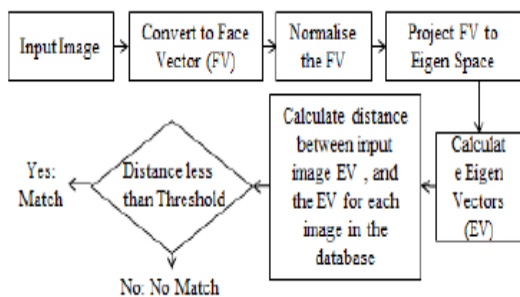 Input Image
Convert to Face
Vector (FV)
Normalise
the FV
Project FV to
Eigen Space
Calculat
e Eigen
Vectors
(EV)
Calculate distance
between input
image EV , and
the EV for each
image in the
database
Distance less
than Threshold
Yes:
Match
No: No Match